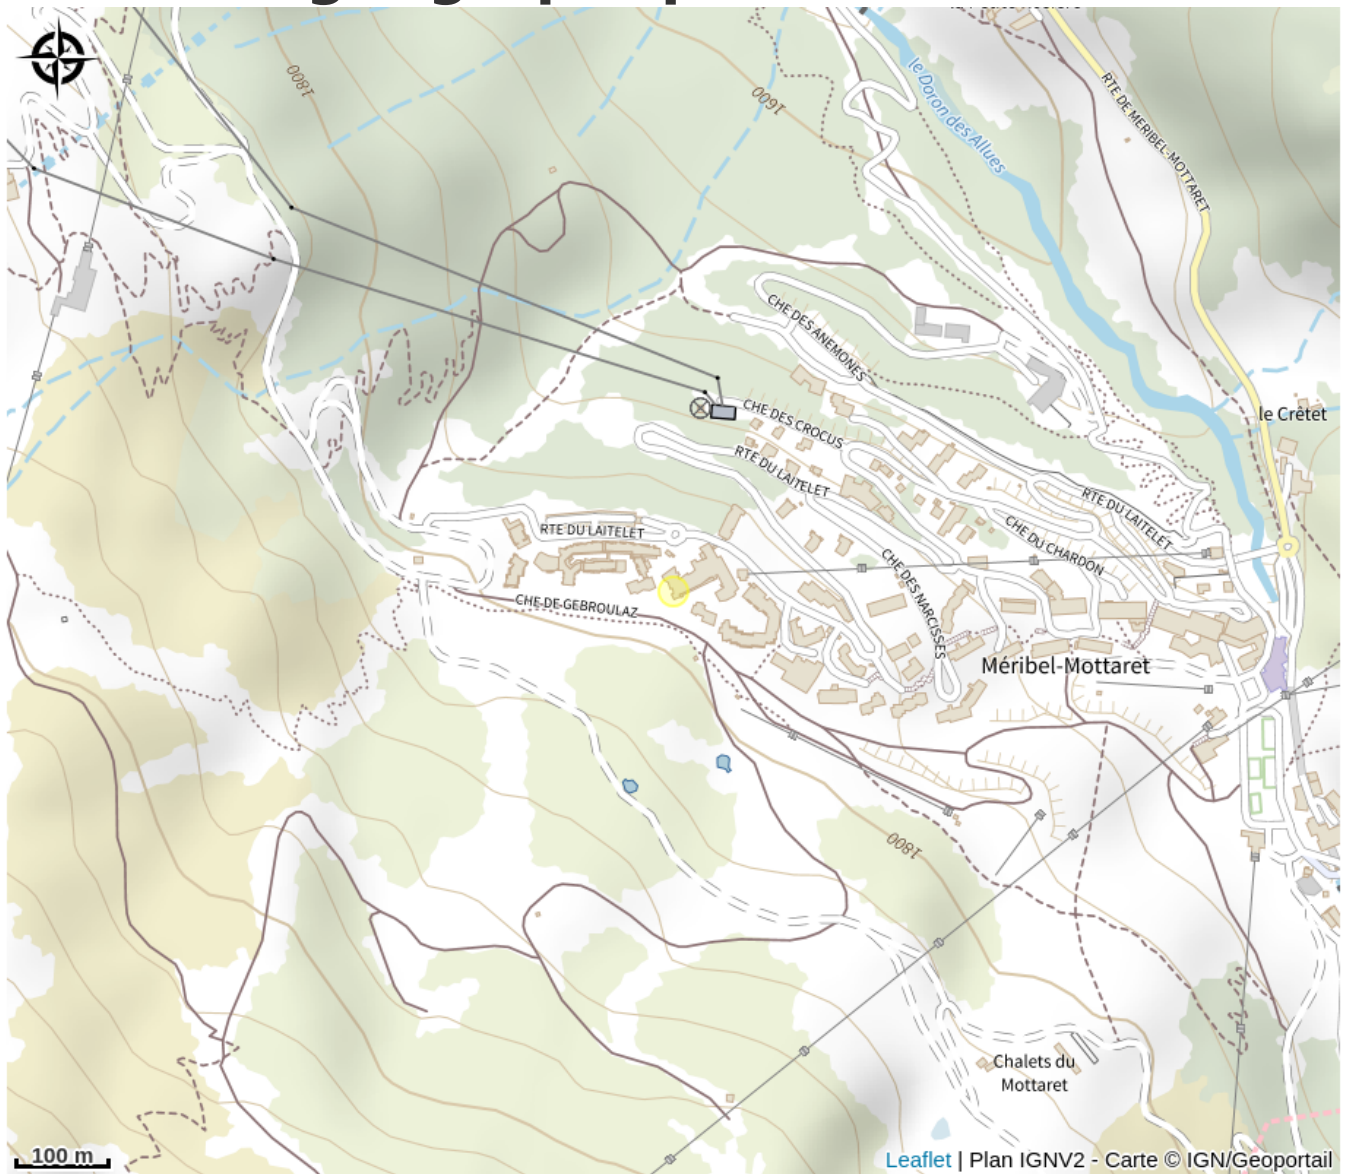 1800
1600
le Doron des Allues
RTE DE MERIBEL-MOTTARET
CHE DES ANEMONES
CHE DES CROCUS
le Crêtet
RTE DU LAITELET
RTE DU LAITELET
RTE DU LAITELET
CHE DU CHARDON
CHE DES NARCISSES
CHE DE GEBROULAZ
Méribel-Mottaret
1800
Chalets du
Mottaret
100 m
Leaflet | Plan IGNV2 - Carte © IGN/Geoportail